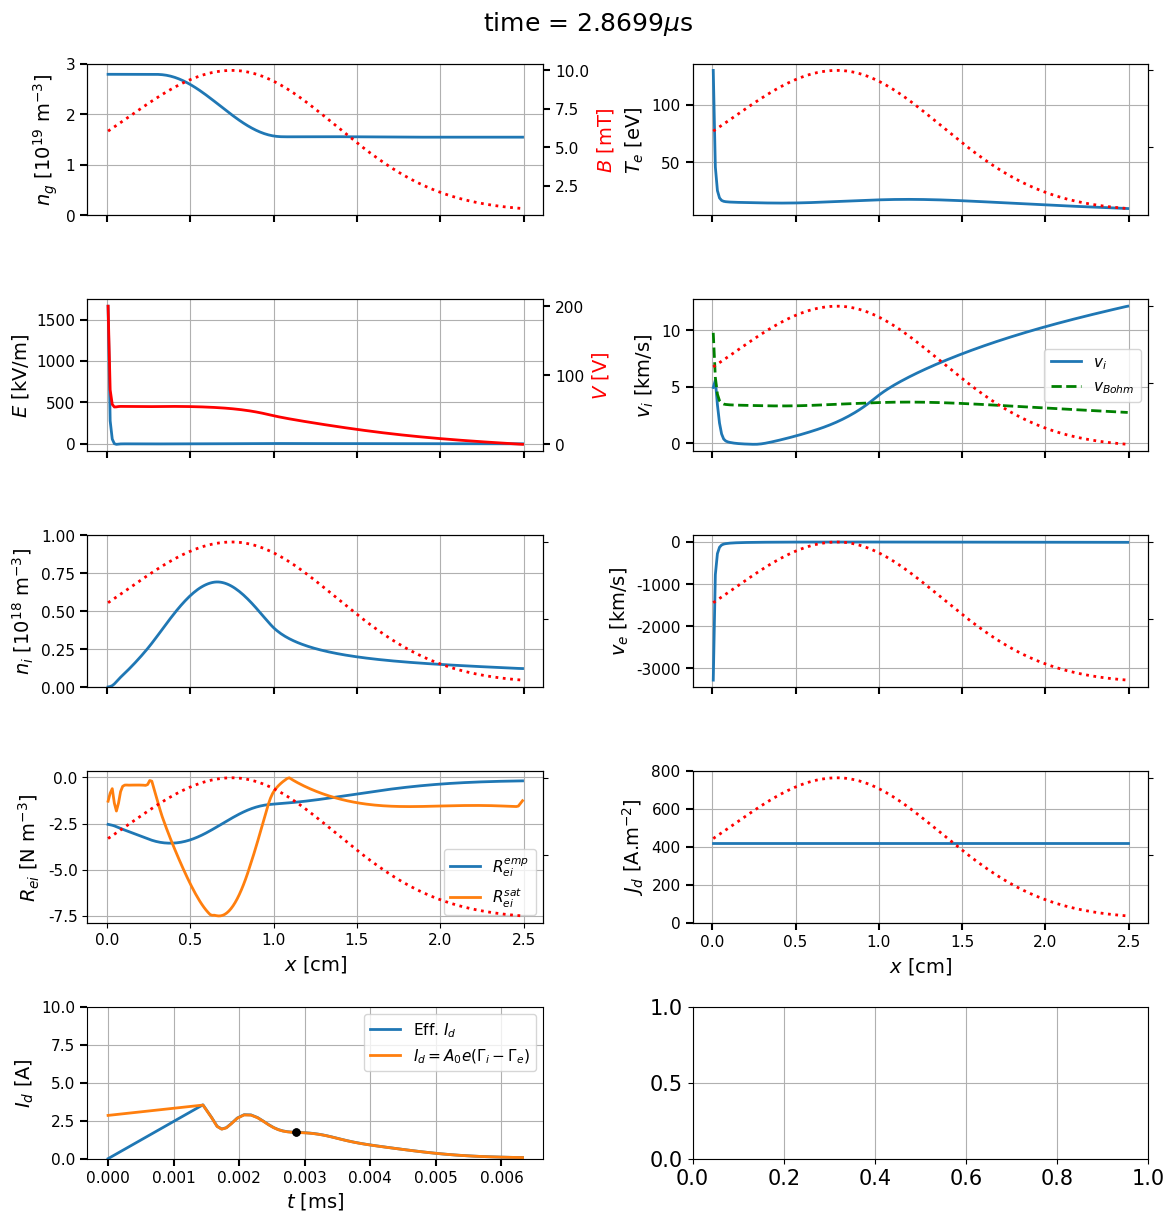 time = 2.8699μs
n_g [10^19 m^−3]
3
2
1
0
10.0
7.5
5.0
2.5
B [mT]
T_e [eV]
100
50
E [kV/m]
1500
1000
500
0
200
100
0
V [V]
v_i [km/s]
10
5
0
v_i
v_Bohm
n_i [10^18 m^−3]
1.00
0.75
0.50
0.25
0.00
v_e [km/s]
0
-1000
-2000
-3000
R_ei [N m^−3]
0.0
-2.5
-5.0
-7.5
R_ei^emp
R_ei^sat
0.0 0.5 1.0 1.5 2.0 2.5
x [cm]
J_d [A.m^−2]
800
600
400
200
0
0.0 0.5 1.0 1.5 2.0 2.5
x [cm]
I_d [A]
10.0
7.5
5.0
2.5
0.0
Eff. I_d
I_d = A_0e(Γ_i − Γ_e)
0.000 0.001 0.002 0.003 0.004 0.005 0.006
t [ms]
1.0
0.5
0.0
0.0 0.2 0.4 0.6 0.8 1.0